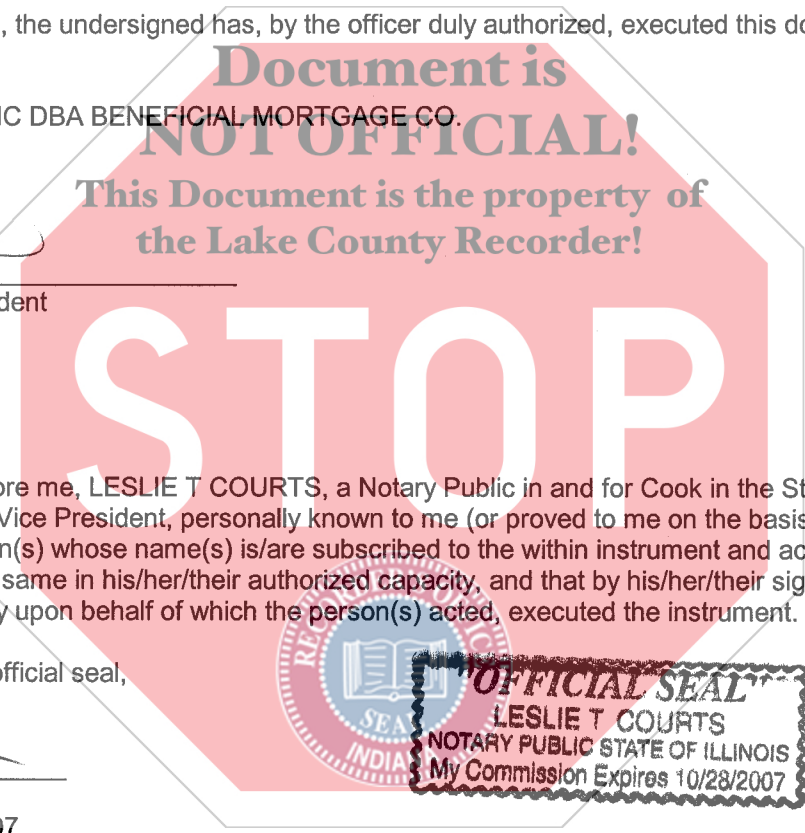 , the undersigned has, by the officer duly authorized, executed this do
Document is
IC DBA BENEFICIAL MORTGAGE CO.
NOT OFFICIAL!
This Document is the property of
the Lake County Recorder!
dent
STOP
ore me, LESLIE T COURTS, a Notary Public in and for Cook in the St
Vice President, personally known to me (or proved to me on the basis
n(s) whose name(s) is/are subscribed to the within instrument and ac
same in his/her/their authorized capacity, and that by his/her/their sig
y upon behalf of which the person(s) acted, executed the instrument.
official seal,
RECORDER'S OFFICE
SEAL
INDIANA
"OFFICIAL SEAL"
LESLIE T COURTS
NOTARY PUBLIC STATE OF ILLINOIS
My Commission Expires 10/28/2007
07